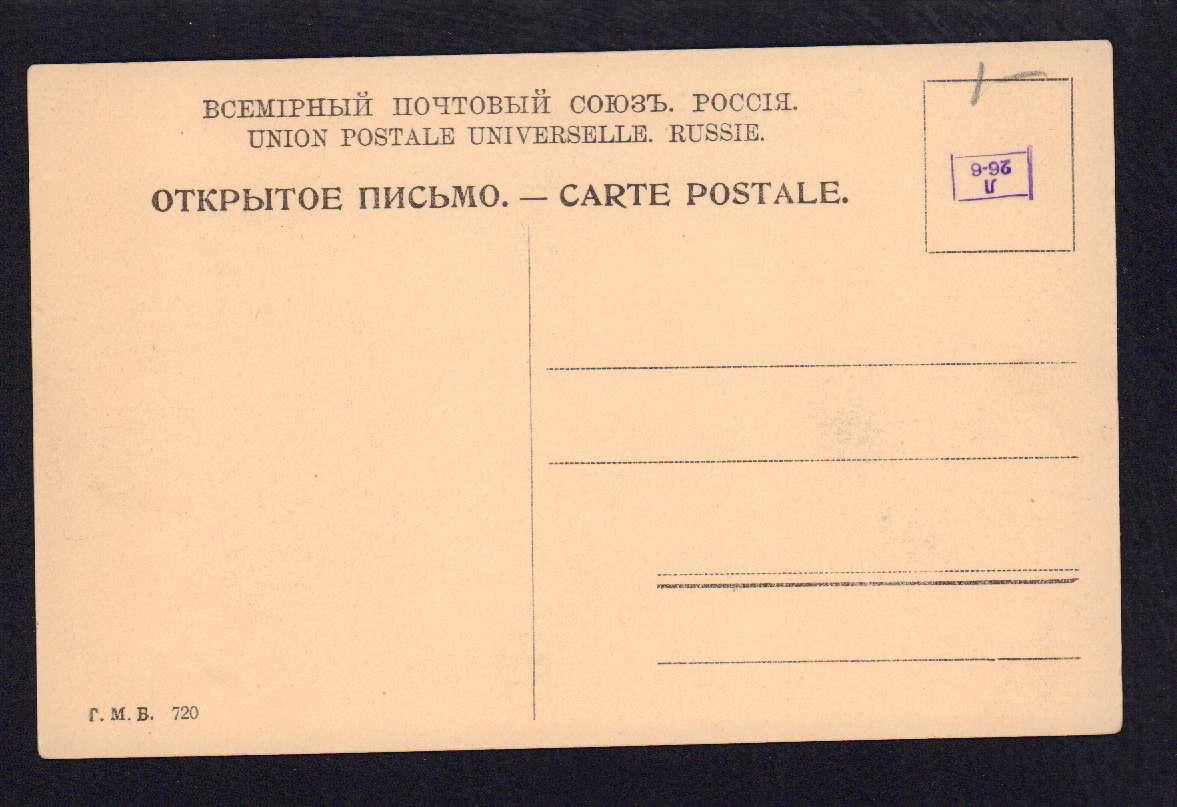 ВСЕМІРНЫЙ ПОЧТОВЫЙ СОЮЗЪ. РОССІЯ.
UNION POSTALE UNIVERSELLE. RUSSIE.
ОТКРЫТОЕ ПИСЬМО. — CARTE POSTALE.
Л
26-6
Г. М. Б. 720